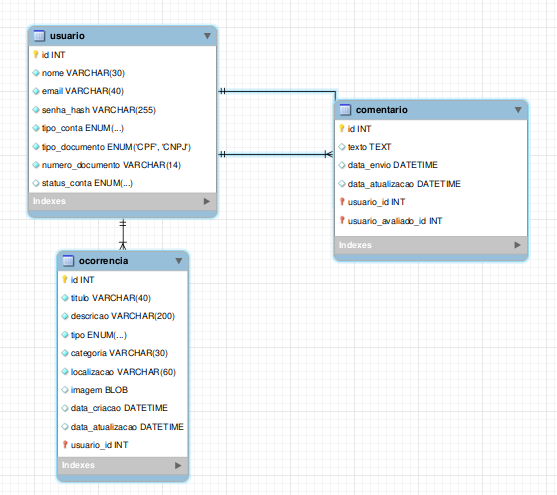 usuario
id INT
nome VARCHAR(30)
email VARCHAR(40)
senha_hash VARCHAR(255)
tipo_conta ENUM(...)
tipo_documento ENUM('CPF', 'CNPJ')
numero_documento VARCHAR(14)
status_conta ENUM(...)
Indexes
comentario
id INT
texto TEXT
data_envio DATETIME
data_atualizacao DATETIME
usuario_id INT
usuario_avaliado_id INT
Indexes
ocorrencia
id INT
titulo VARCHAR(40)
descricao VARCHAR(200)
tipo ENUM(...)
categoria VARCHAR(30)
localizacao VARCHAR(60)
imagem BLOB
data_criacao DATETIME
data_atualizacao DATETIME
usuario_id INT
Indexes